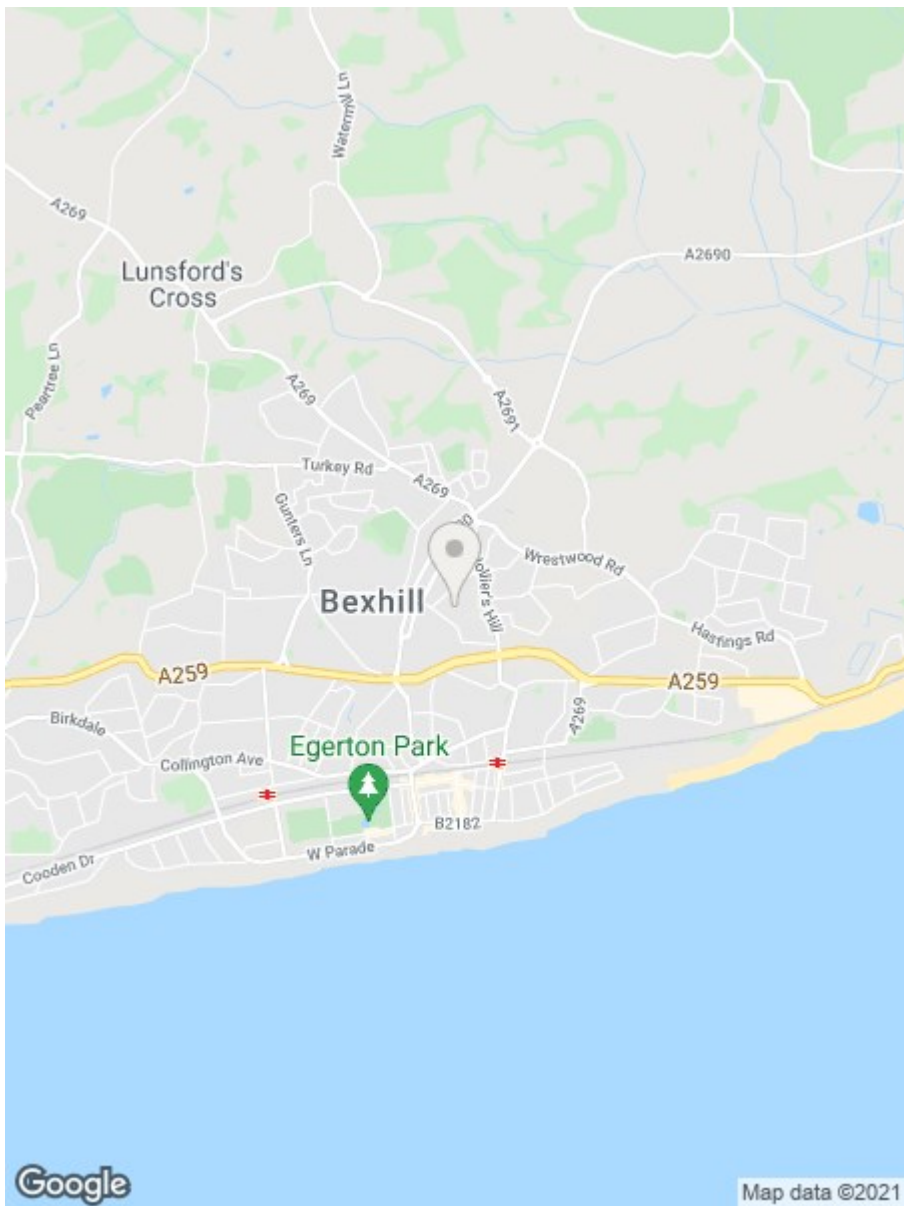 Watermill Ln
A269
A2690
Lunsford's
Cross
Peartree Ln
A269
A2691
Turkey Rd
A269
Gunters Ln
Wrestwood Rd
Bexhill
Hastings Rd
A259
A259
Birkdale
A269
Collington Ave
Egerton Park
B2182
W Parade
Cooden Dr
Google
Map data ©2021